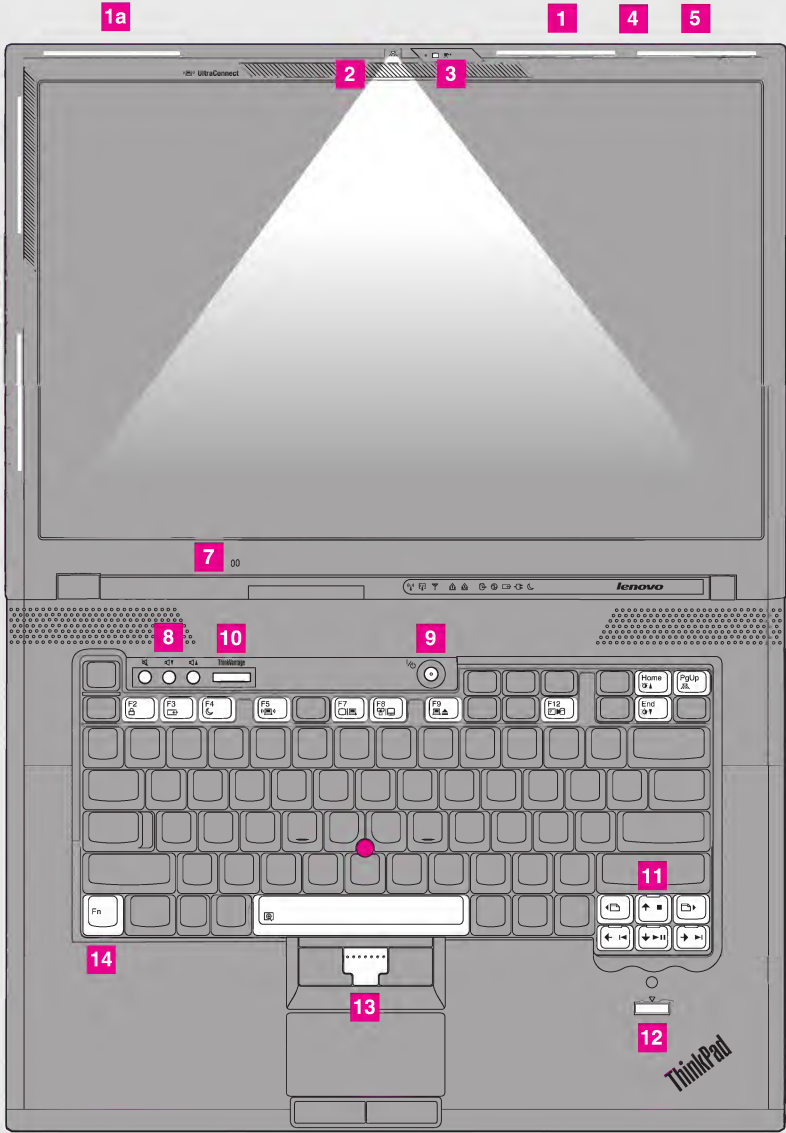 1a
1
4
5
UltraConnect
2
3
7
lenovo
8
10
9
ThinkVantage
Home
PgUp
F2
F3
F4
F5
F7
F8
F9
F12
End
11
Fn
14
13
12
ThinkPad